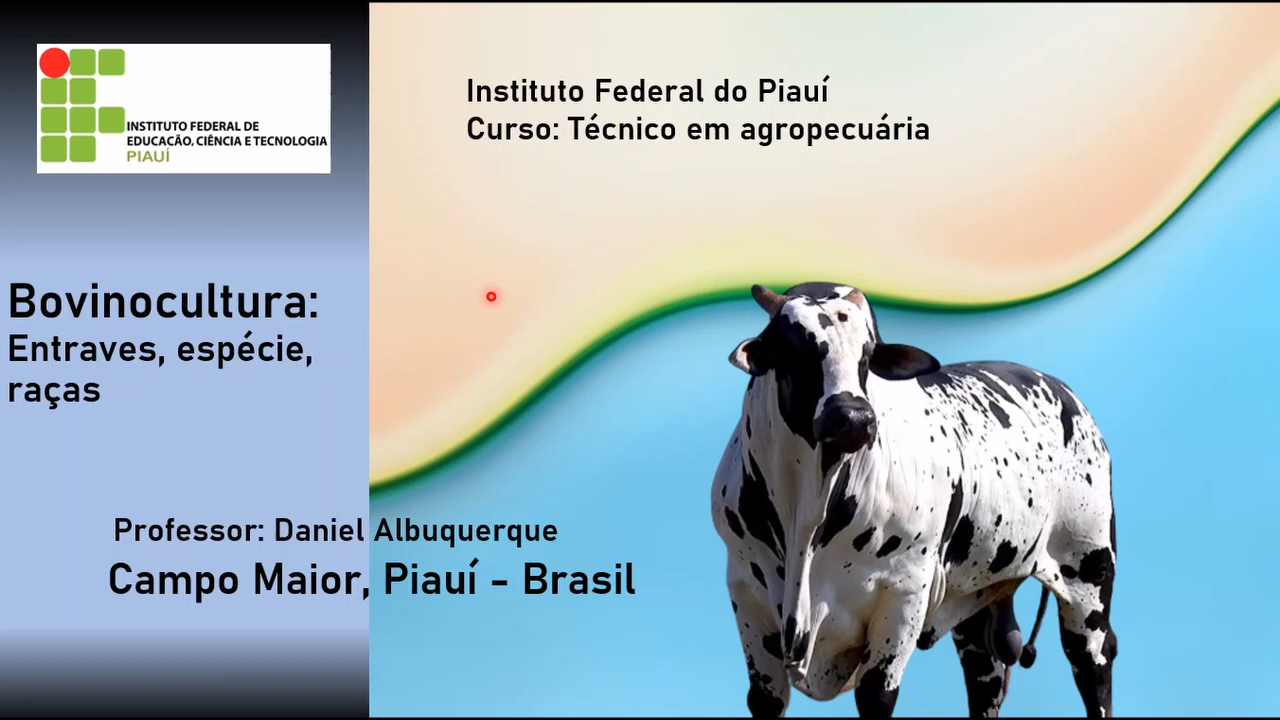 INSTITUTO FEDERAL DE
EDUCAÇÃO, CIÊNCIA E TECNOLOGIA
PIAUÍ
Instituto Federal do Piauí
Curso: Técnico em agropecuária
Bovinocultura:
Entraves, espécie,
raças
Professor: Daniel Albuquerque
Campo Maior, Piauí - Brasil